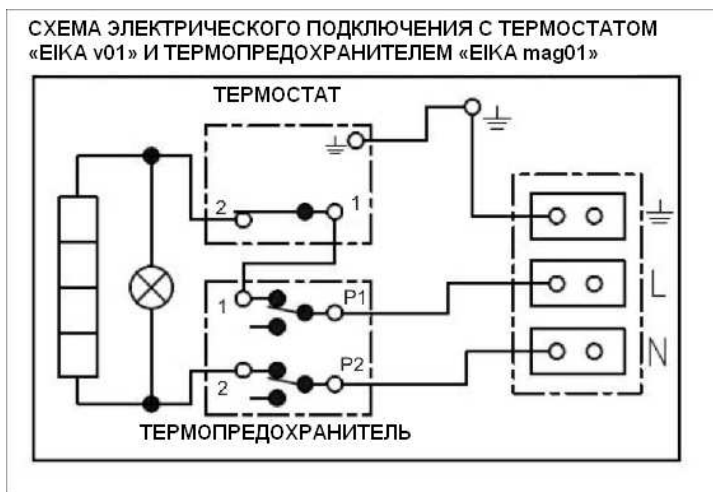 СХЕМА ЭЛЕКТРИЧЕСКОГО ПОДКЛЮЧЕНИЯ С ТЕРМОСТАТОМ
«EIKA v01» И ТЕРМОПРЕДОХРАНИТЕЛЕМ «EIKA mag01»
ТЕРМОСТАТ
2
1
1
P1
L
2
P2
N
ТЕРМОПРЕДОХРАНИТЕЛЬ